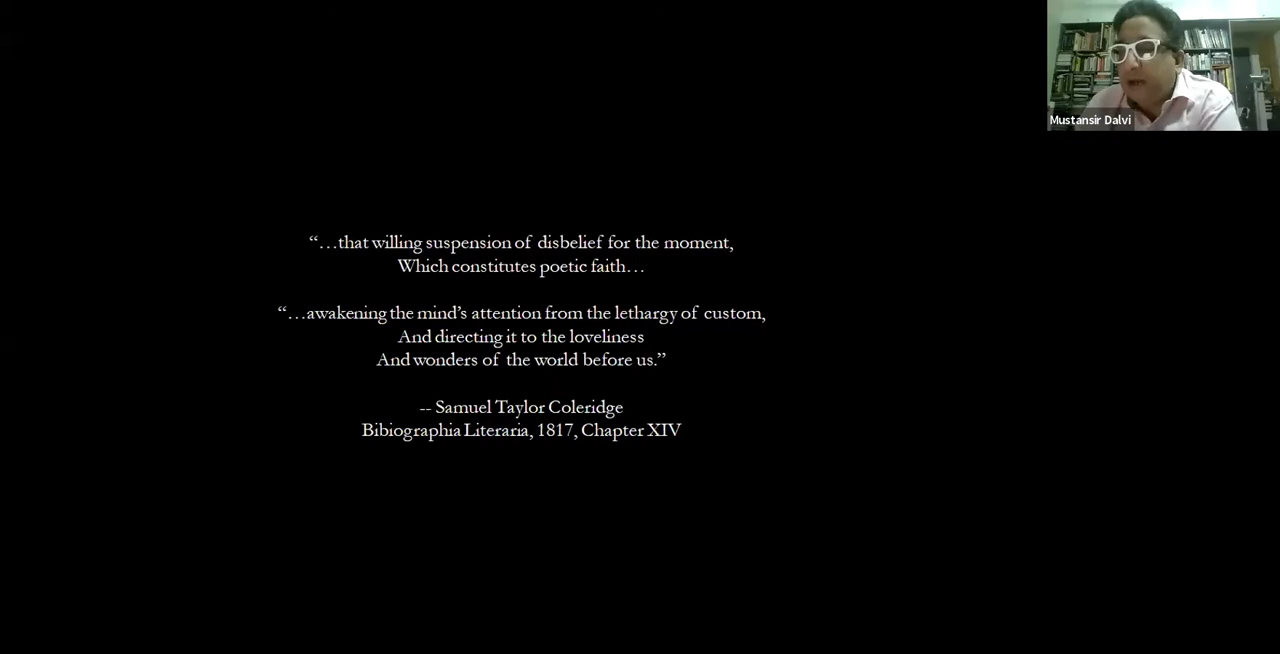 “…that willing suspension of disbelief for the moment,
Which constitutes poetic faith…
“…awakening the mind’s attention from the lethargy of custom,
And directing it to the loveliness
And wonders of the world before us.”
-- Samuel Taylor Coleridge
Bibiographia Literaria, 1817, Chapter XIV
Mustansir Dalvi